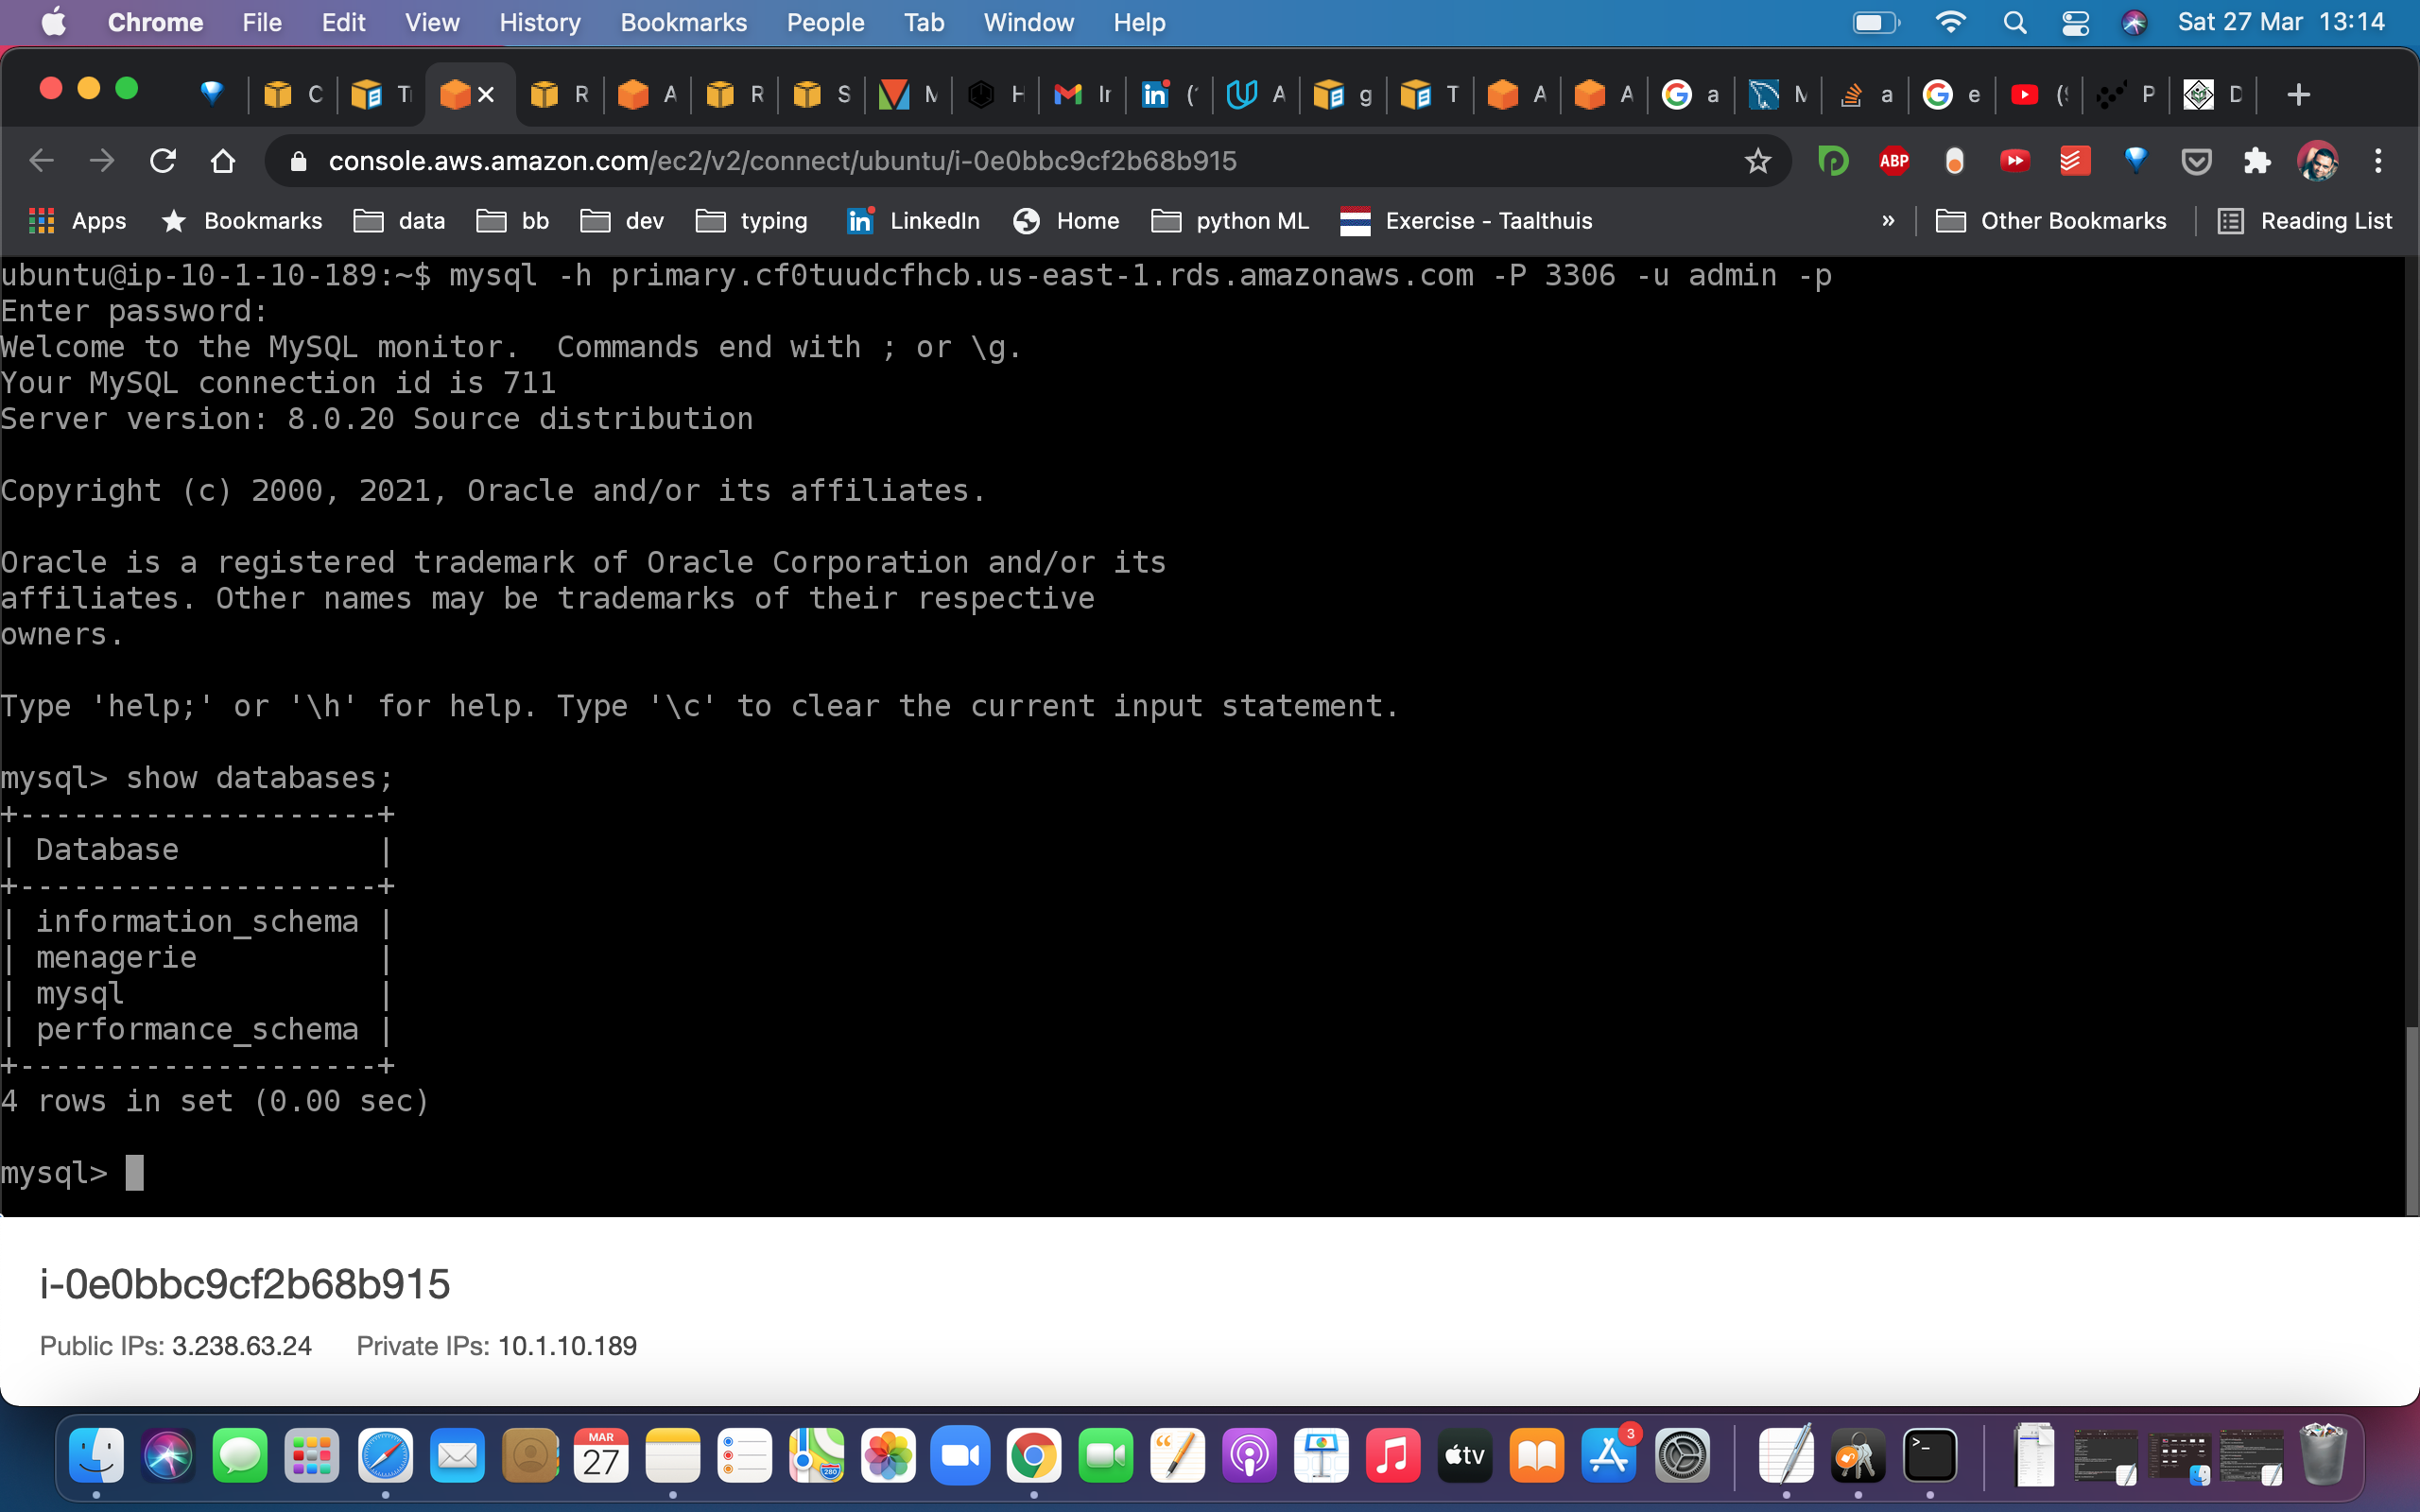 Chrome File Edit View History Bookmarks People Tab Window Help Sat 27 Mar 13:14
C T R A R S M H Ir (' A g T A A a M a e (! P D
console.aws.amazon.com/ec2/v2/connect/ubuntu/i-0e0bbc9cf2b68b915 ABP
Apps Bookmarks data bb dev typing LinkedIn Home python ML Exercise - Taalthuis » Other Bookmarks Reading List
ubuntu@ip-10-1-10-189:~$ mysql -h primary.cf0tuudcfhcb.us-east-1.rds.amazonaws.com -P 3306 -u admin -p
Enter password:
Welcome to the MySQL monitor.  Commands end with ; or \g.
Your MySQL connection id is 711
Server version: 8.0.20 Source distribution
Copyright (c) 2000, 2021, Oracle and/or its affiliates.
Oracle is a registered trademark of Oracle Corporation and/or its
affiliates. Other names may be trademarks of their respective
owners.
Type 'help;' or '\h' for help. Type '\c' to clear the current input statement.
mysql> show databases;
+--------------------+
| Database           |
+--------------------+
| information_schema |
| menagerie          |
| mysql              |
| performance_schema |
+--------------------+
4 rows in set (0.00 sec)
mysql>
i-0e0bbc9cf2b68b915
Public IPs: 3.238.63.24 Private IPs: 10.1.10.189
MAR
27
280
tv
3
>_